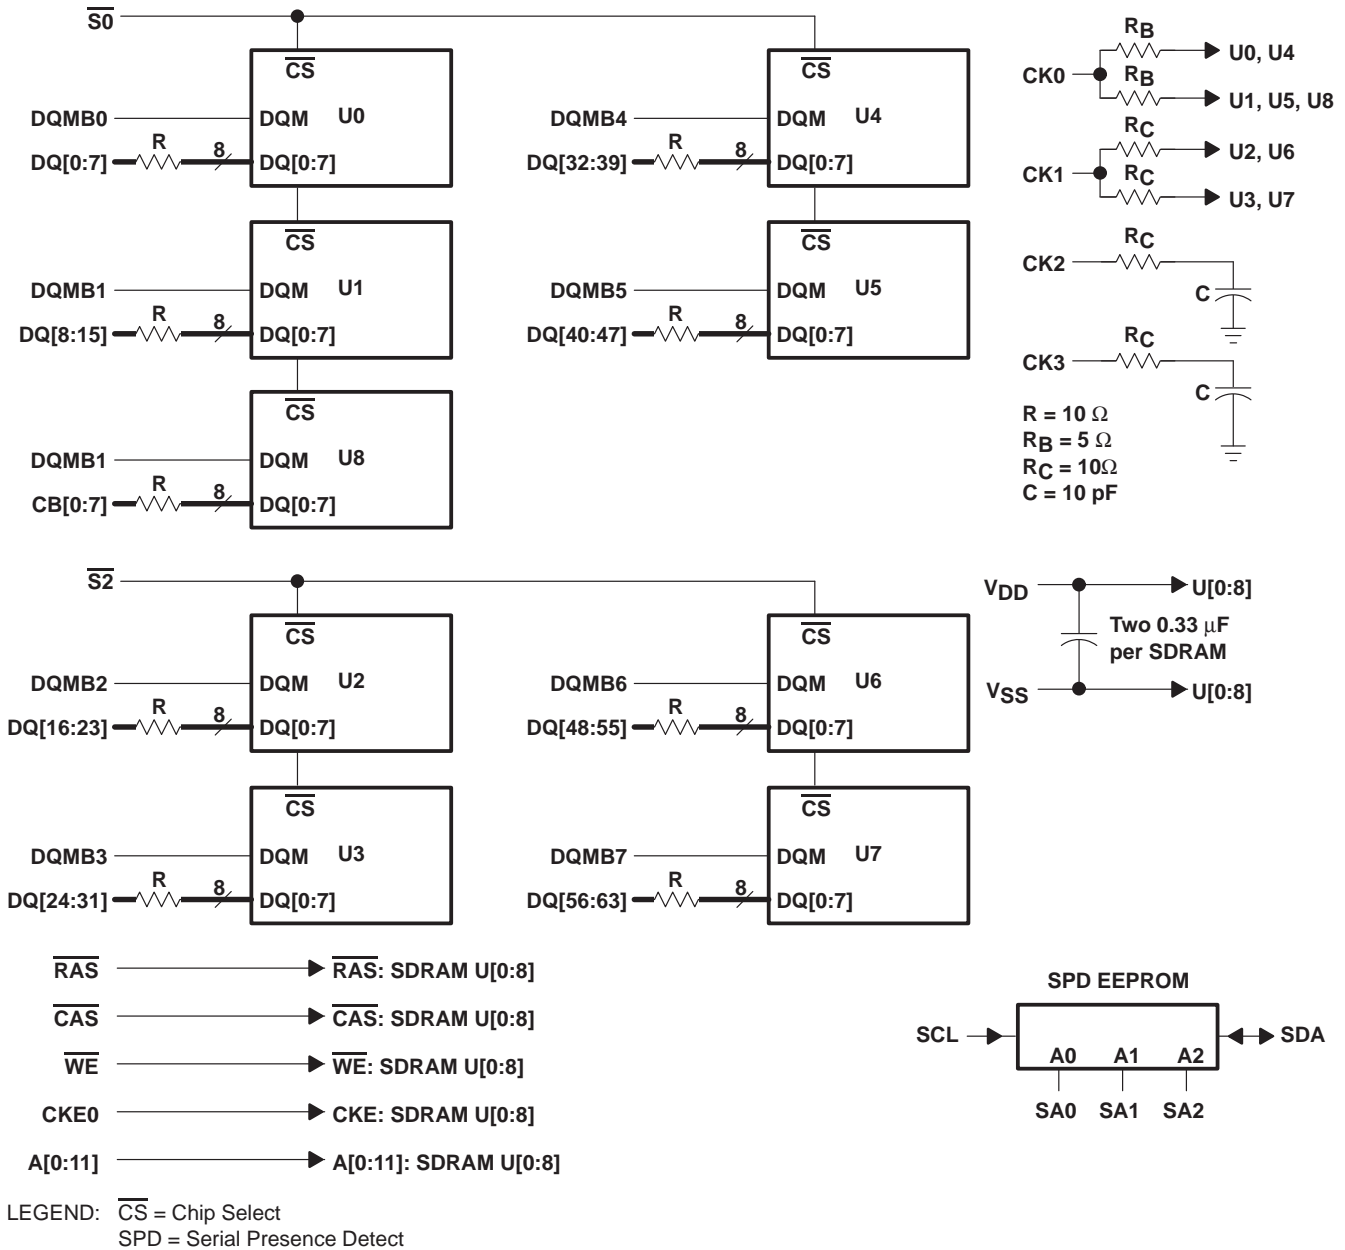 S0
CS
DQMB0 DQM U0
DQ[0:7] R 8 DQ[0:7]
CS
DQMB4 DQM U4
DQ[32:39] R 8 DQ[0:7]
CS
DQMB1 DQM U1
DQ[8:15] R 8 DQ[0:7]
CS
DQMB5 DQM U5
DQ[40:47] R 8 DQ[0:7]
CS
DQMB1 DQM U8
CB[0:7] R 8 DQ[0:7]
CK0 RB U0, U4
RB U1, U5, U8
CK1 RC U2, U6
RC U3, U7
CK2 RC
C
CK3 RC
C
R = 10 Ω
RB = 5 Ω
RC = 10Ω
C = 10 pF
S2
CS
DQMB2 DQM U2
DQ[16:23] R 8 DQ[0:7]
CS
DQMB6 DQM U6
DQ[48:55] R 8 DQ[0:7]
CS
DQMB3 DQM U3
DQ[24:31] R 8 DQ[0:7]
CS
DQMB7 DQM U7
DQ[56:63] R 8 DQ[0:7]
VDD U[0:8]
Two 0.33 µF
per SDRAM
VSS U[0:8]
RAS RAS: SDRAM U[0:8]
CAS CAS: SDRAM U[0:8]
WE WE: SDRAM U[0:8]
CKE0 CKE: SDRAM U[0:8]
A[0:11] A[0:11]: SDRAM U[0:8]
SPD EEPROM
SCL SDA
A0 A1 A2
SA0 SA1 SA2
LEGEND: CS = Chip Select
SPD = Serial Presence Detect